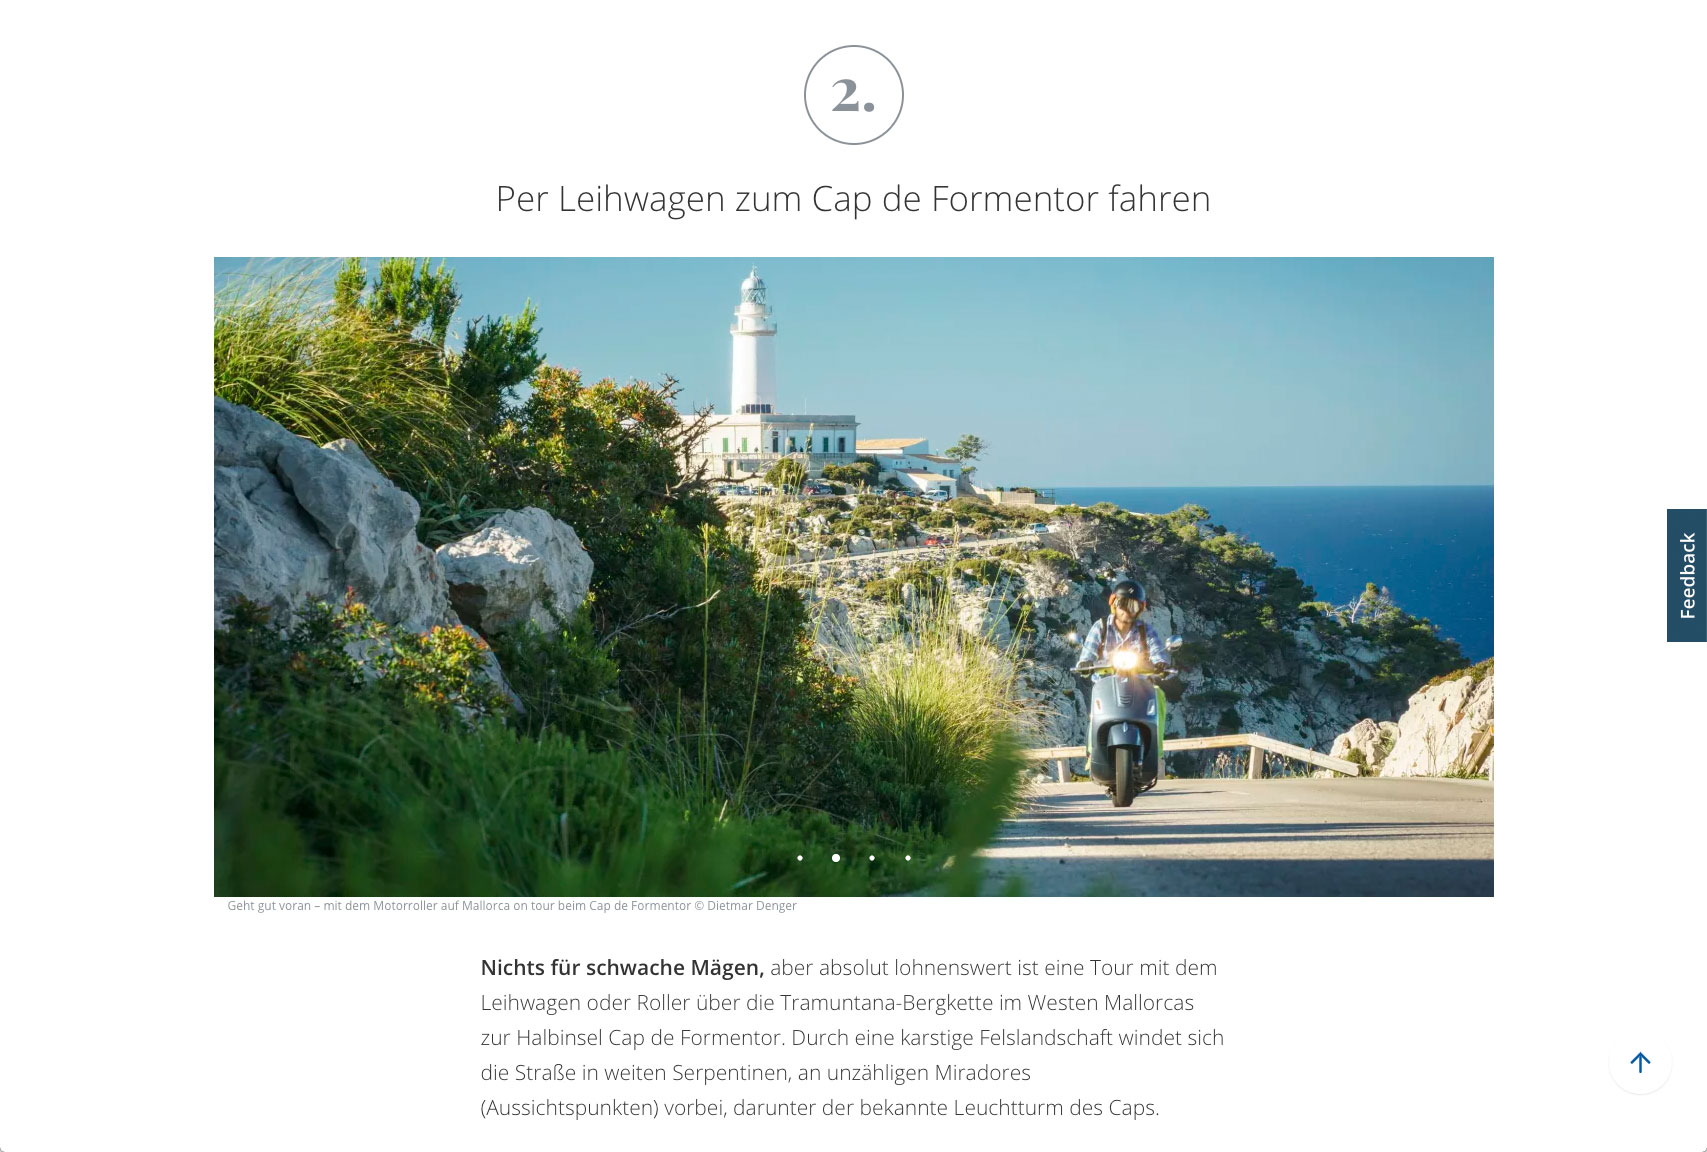 2.
Per Leihwagen zum Cap de Formentor fahren
Feedback
Geht gut voran – mit dem Motorroller auf Mallorca on tour beim Cap de Formentor © Dietmar Denger
Nichts für schwache Mägen, aber absolut lohnenswert ist eine Tour mit dem
Leihwagen oder Roller über die Tramuntana-Bergkette im Westen Mallorcas
zur Halbinsel Cap de Formentor. Durch eine karstige Felslandschaft windet sich
die Straße in weiten Serpentinen, an unzähligen Miradores
(Aussichtspunkten) vorbei, darunter der bekannte Leuchtturm des Caps.